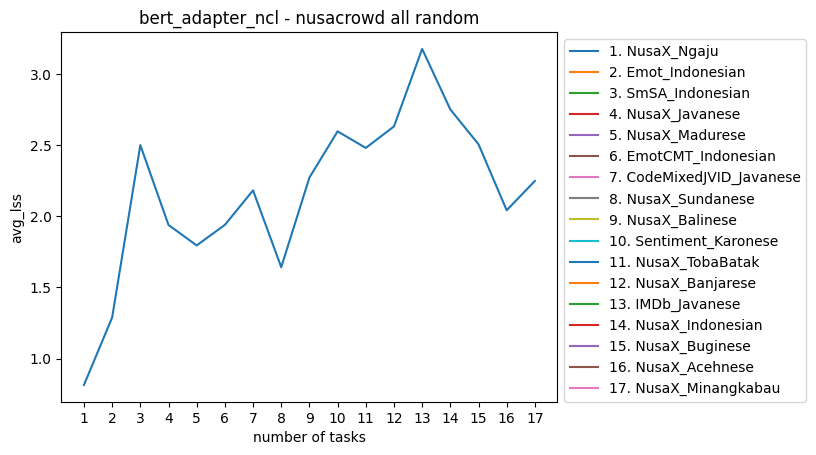 bert_adapter_ncl - nusacrowd all random
avg_lss
3.0
2.5
2.0
1.5
1.0
1 2 3 4 5 6 7 8 9 10 11 12 13 14 15 16 17
number of tasks
1. NusaX_Ngaju
2. Emot_Indonesian
3. SmSA_Indonesian
4. NusaX_Javanese
5. NusaX_Madurese
6. EmotCMT_Indonesian
7. CodeMixedJVID_Javanese
8. NusaX_Sundanese
9. NusaX_Balinese
10. Sentiment_Karonese
11. NusaX_TobaBatak
12. NusaX_Banjarese
13. IMDb_Javanese
14. NusaX_Indonesian
15. NusaX_Buginese
16. NusaX_Acehnese
17. NusaX_Minangkabau